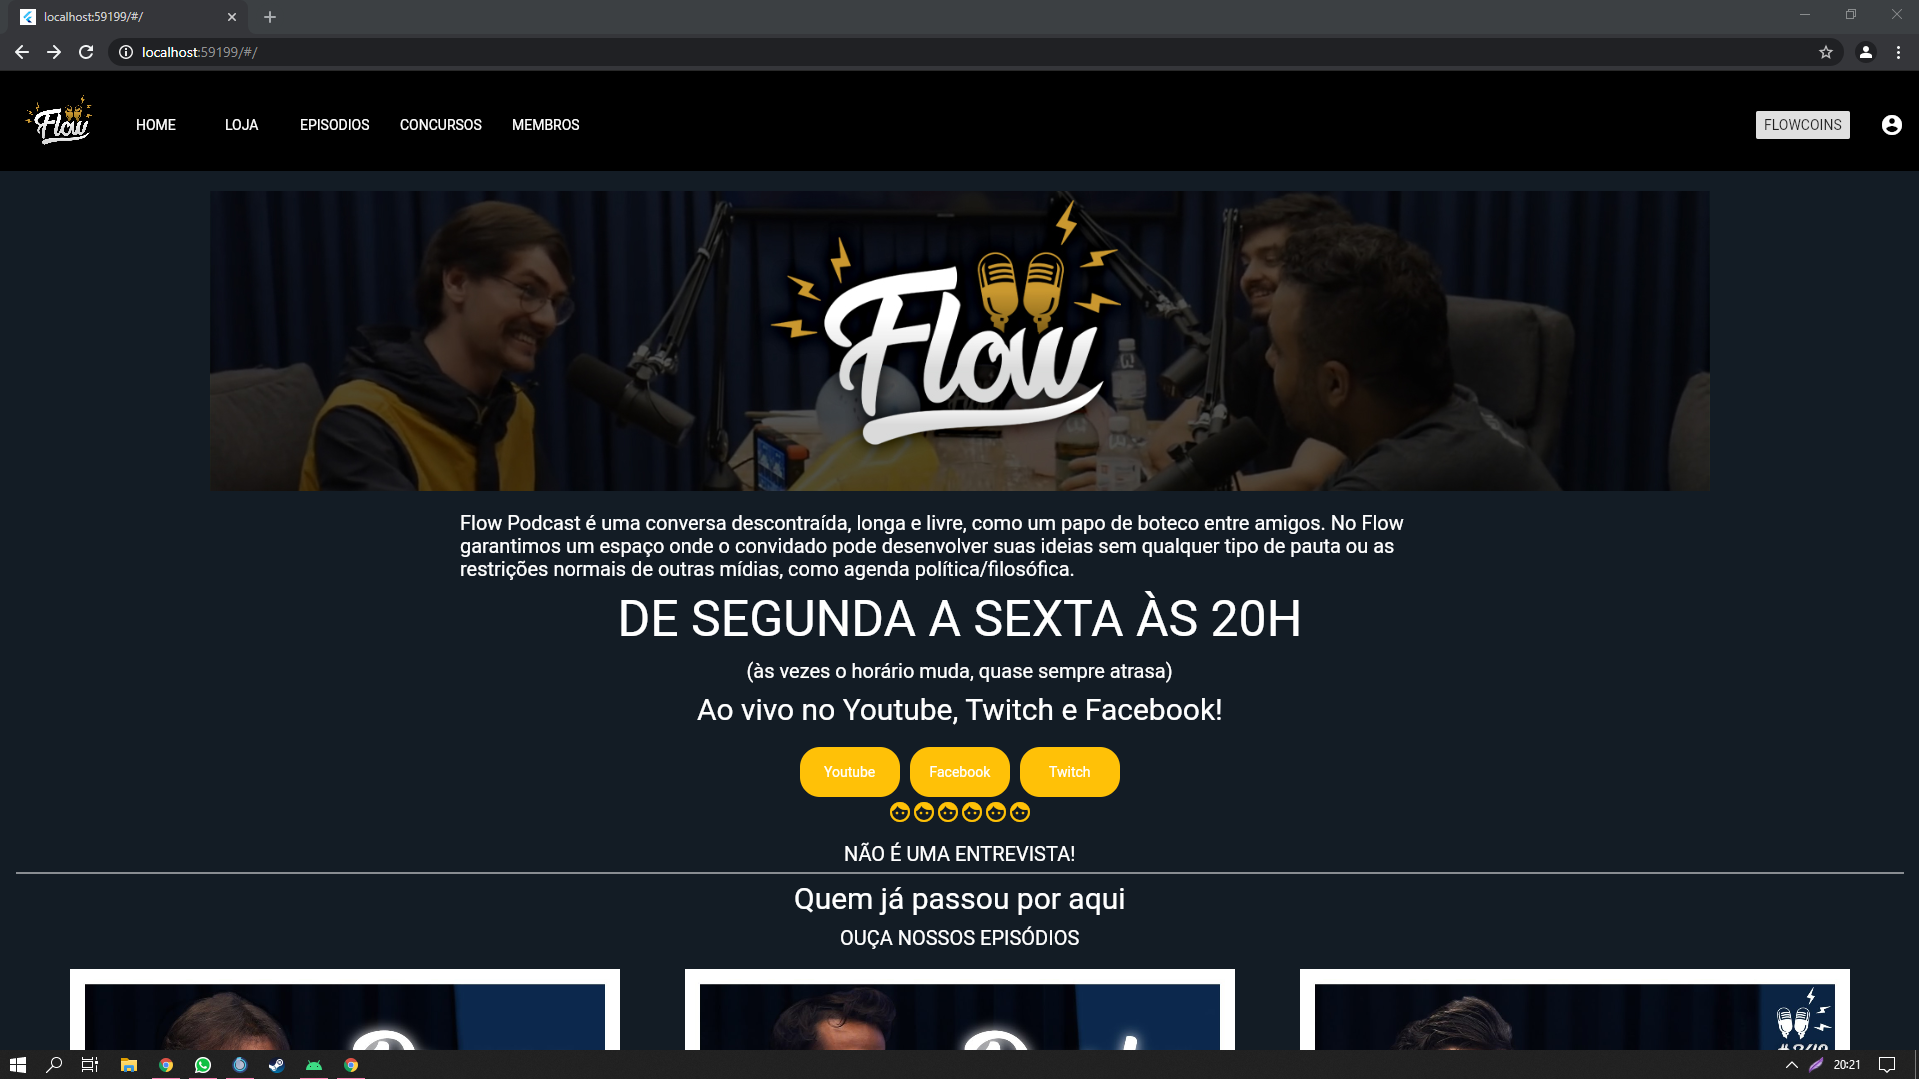 localhost:59199/#/
localhost:59199/#/
Flow
HOME
LOJA
EPISODIOS
CONCURSOS
MEMBROS
FLOWCOINS
Flow
Flow Podcast é uma conversa descontraída, longa e livre, como um papo de boteco entre amigos. No Flow
garantimos um espaço onde o convidado pode desenvolver suas ideias sem qualquer tipo de pauta ou as
restrições normais de outras mídias, como agenda política/filosófica.
DE SEGUNDA A SEXTA ÀS 20H
(às vezes o horário muda, quase sempre atrasa)
Ao vivo no Youtube, Twitch e Facebook!
Youtube
Facebook
Twitch
NÃO É UMA ENTREVISTA!
Quem já passou por aqui
OUÇA NOSSOS EPISÓDIOS
20:21